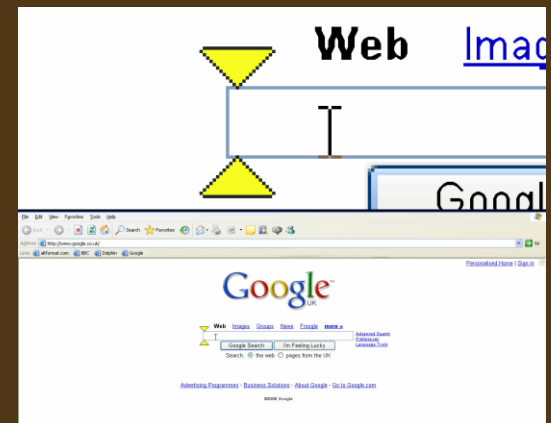 Web Imag
Googl
File Edit View Favorites Tools Help
Search Favorites
Address http://www.google.co.uk/
Links altformat.com BBC Dolphin Google
Personalised Home | Sign in
Google
UK
Web Images Groups News Froogle more »
Advanced Search
Preferences
Language Tools
Google Search I'm Feeling Lucky
Search: the web pages from the UK
Advertising Programmes - Business Solutions - About Google - Go to Google.com
Google